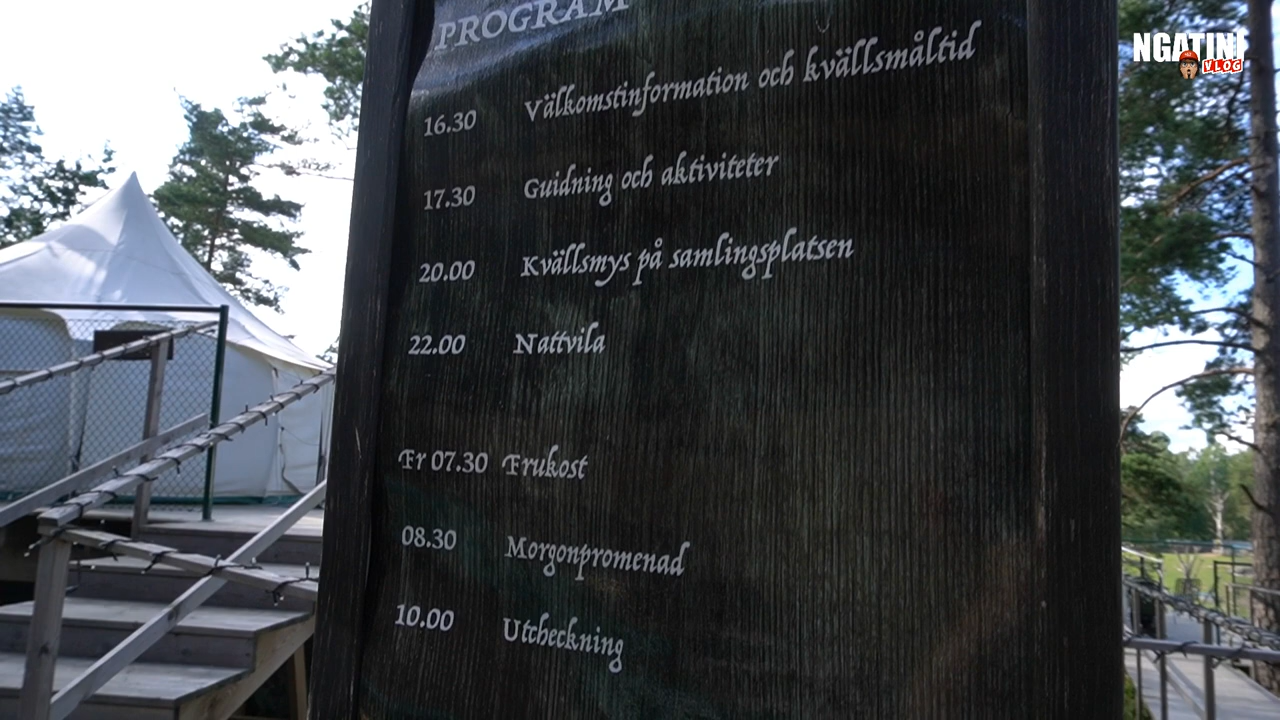 NGATINI
VLOG
PROGRAM
16.30 Välkomstinformation och kvällsmåltid
17.30 Guidning och aktiviteter
20.00 Kvällsmys på samlingsplatsen
22.00 Nattvila
Fr 07.30 Frukost
08.30 Morgonpromenad
10.00 Utcheckning